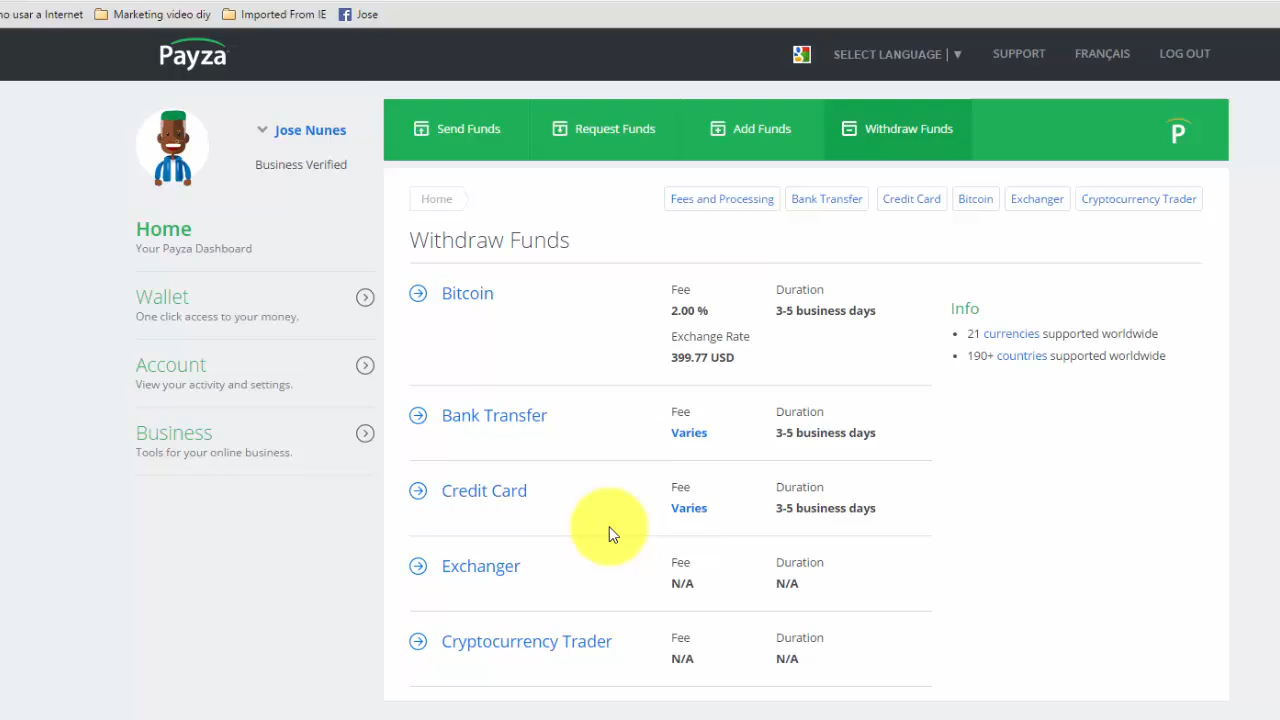 no usar a Internet Marketing video diy Imported From IE Jose
Payza
SELECT LANGUAGE | ▼ SUPPORT FRANÇAIS LOG OUT
Jose Nunes
Business Verified
Send Funds Request Funds Add Funds Withdraw Funds
P
Home
Your Payza Dashboard
Wallet
One click access to your money.
Account
View your activity and settings.
Business
Tools for your online business.
Home Fees and Processing Bank Transfer Credit Card Bitcoin Exchanger Cryptocurrency Trader
Withdraw Funds
Bitcoin
Fee
2.00 %
Exchange Rate
399.77 USD
Duration
3-5 business days
Bank Transfer
Fee
Varies
Duration
3-5 business days
Credit Card
Fee
Varies
Duration
3-5 business days
Exchanger
Fee
N/A
Duration
N/A
Cryptocurrency Trader
Fee
N/A
Duration
N/A
Info
• 21 currencies supported worldwide
• 190+ countries supported worldwide